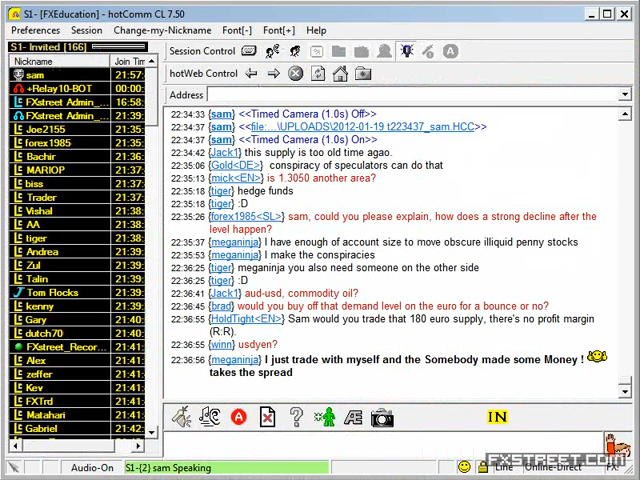 S1- [FXEducation] - hotComm CL 7.50
Preferences Session Change-my-Nickname Font[-] Font[+] Help
S1- Invited [166]
Session Control
Nickname Join Tim
hotWeb Control
Address
sam 21:57:
+Relay10-BOT 00:00:
FXstreet Admin_... 16:58:
FXstreet Admin_... 21:39:
Joe2155 21:39:
forex1985 21:39:
Bachir 21:39:
MARIOP 21:39:
biss 21:39:
Trader 21:39:
Vishal 21:39:
AA 21:39:
tiger 21:39:
Andrea 21:39:
Zul 21:39:
Talin 21:39:
Tom Rocks 21:39:
kenny 21:39:
Gary 21:40:
dutch70 21:40:
FXstreet_Recor... 21:41:
Alex 21:41:
zeffer 21:41:
Kev 21:41:
FXTrd 21:41:
Matahari 21:41:
Gabriel 21:41:
22:34:33 {sam} <<Timed Camera (1.0s) Off>>
22:34:37 {sam} <<file:...\UPLOADS\2012-01-19 t223437_sam.HCC>>
22:34:37 {sam} <<Timed Camera (1.0s) On>>
22:34:42 {Jack1} this supply is too old time agao.
22:35:06 {Gold<DE>} conspiracy of speculators can do that
22:35:13 {mick<EN>} is 1.3050 another area?
22:35:18 {tiger} hedge funds
22:35:18 {tiger} :D
22:35:26 {forex1985<SL>} sam, could you please explain, how does a strong decline after the
level happen?
22:35:37 {meganinja} I have enough of account size to move obscure illiquid penny stocks
22:35:53 {meganinja} I make the conspiracies
22:36:25 {tiger} meganinja you also need someone on the other side
22:36:25 {tiger} :D
22:36:41 {Jack1} aud-usd, commodity oil?
22:36:45 {brad} would you buy off that demand level on the euro for a bounce or no?
22:36:55 {HoldTight<EN>} Sam would you trade that 180 euro supply, there's no profit margin
(R:R).
22:36:55 {winn} usdyen?
22:36:56 {meganinja} I just trade with myself and the Somebody made some Money !
takes the spread
IN
Audio-On S1-{2} sam Speaking Line Online-Direct FX:
FXSTREET.COM